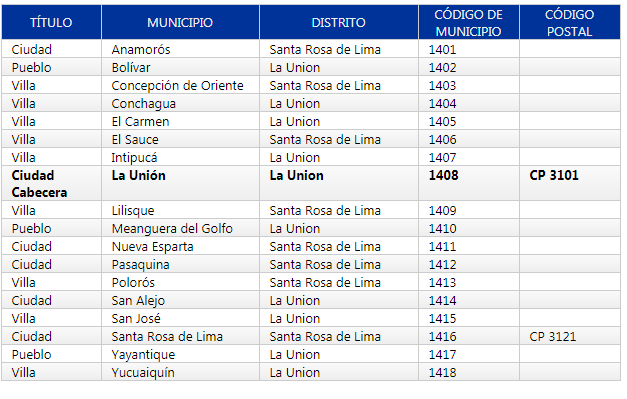 TÍTULO MUNICIPIO DISTRITO CÓDIGO DE MUNICIPIO CÓDIGO POSTAL
Ciudad Anamorós Santa Rosa de Lima 1401
Pueblo Bolívar La Union 1402
Villa Concepción de Oriente Santa Rosa de Lima 1403
Villa Conchagua La Union 1404
Villa El Carmen La Union 1405
Villa El Sauce Santa Rosa de Lima 1406
Villa Intipucá La Union 1407
Ciudad Cabecera La Unión La Union 1408 CP 3101
Villa Lilisque Santa Rosa de Lima 1409
Pueblo Meanguera del Golfo La Union 1410
Ciudad Nueva Esparta Santa Rosa de Lima 1411
Ciudad Pasaquina Santa Rosa de Lima 1412
Villa Polorós Santa Rosa de Lima 1413
Ciudad San Alejo La Union 1414
Villa San José La Union 1415
Ciudad Santa Rosa de Lima Santa Rosa de Lima 1416 CP 3121
Pueblo Yayantique La Union 1417
Villa Yucuaiquín La Union 1418